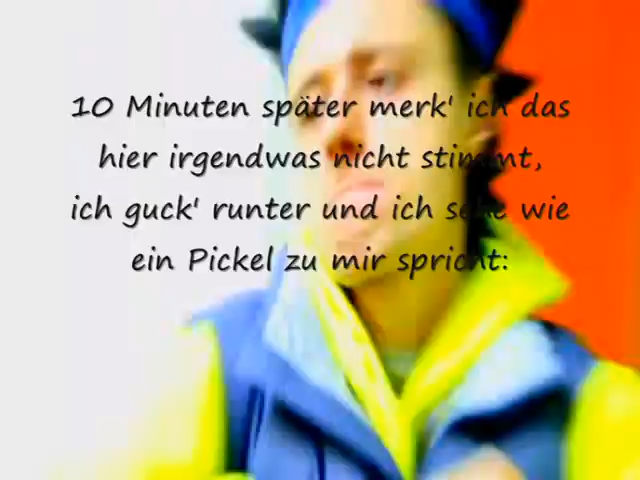 10 Minuten später merk' ich das
hier irgendwas nicht stimmt,
ich guck' runter und ich sehe wie
ein Pickel zu mir spricht: